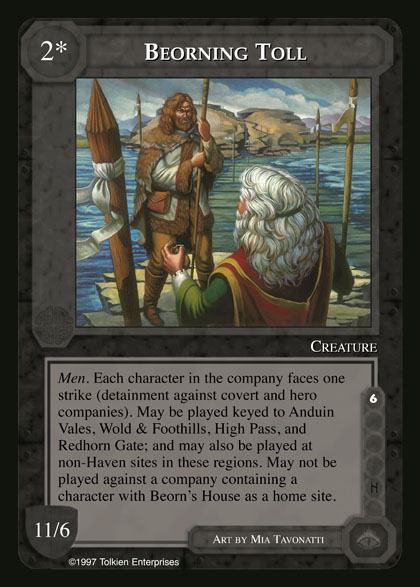 2*
BEORNING TOLL
CREATURE
Men. Each character in the company faces one
strike (detainment against covert and hero
companies). May be played keyed to Anduin
Vales, Wold & Foothills, High Pass, and
Redhorn Gate; and may also be played at
non-Haven sites in these regions. May not be
played against a company containing a
character with Beorn's House as a home site.
6
11/6
ART BY MIA TAVONATTI
©1997 Tolkien Enterprises